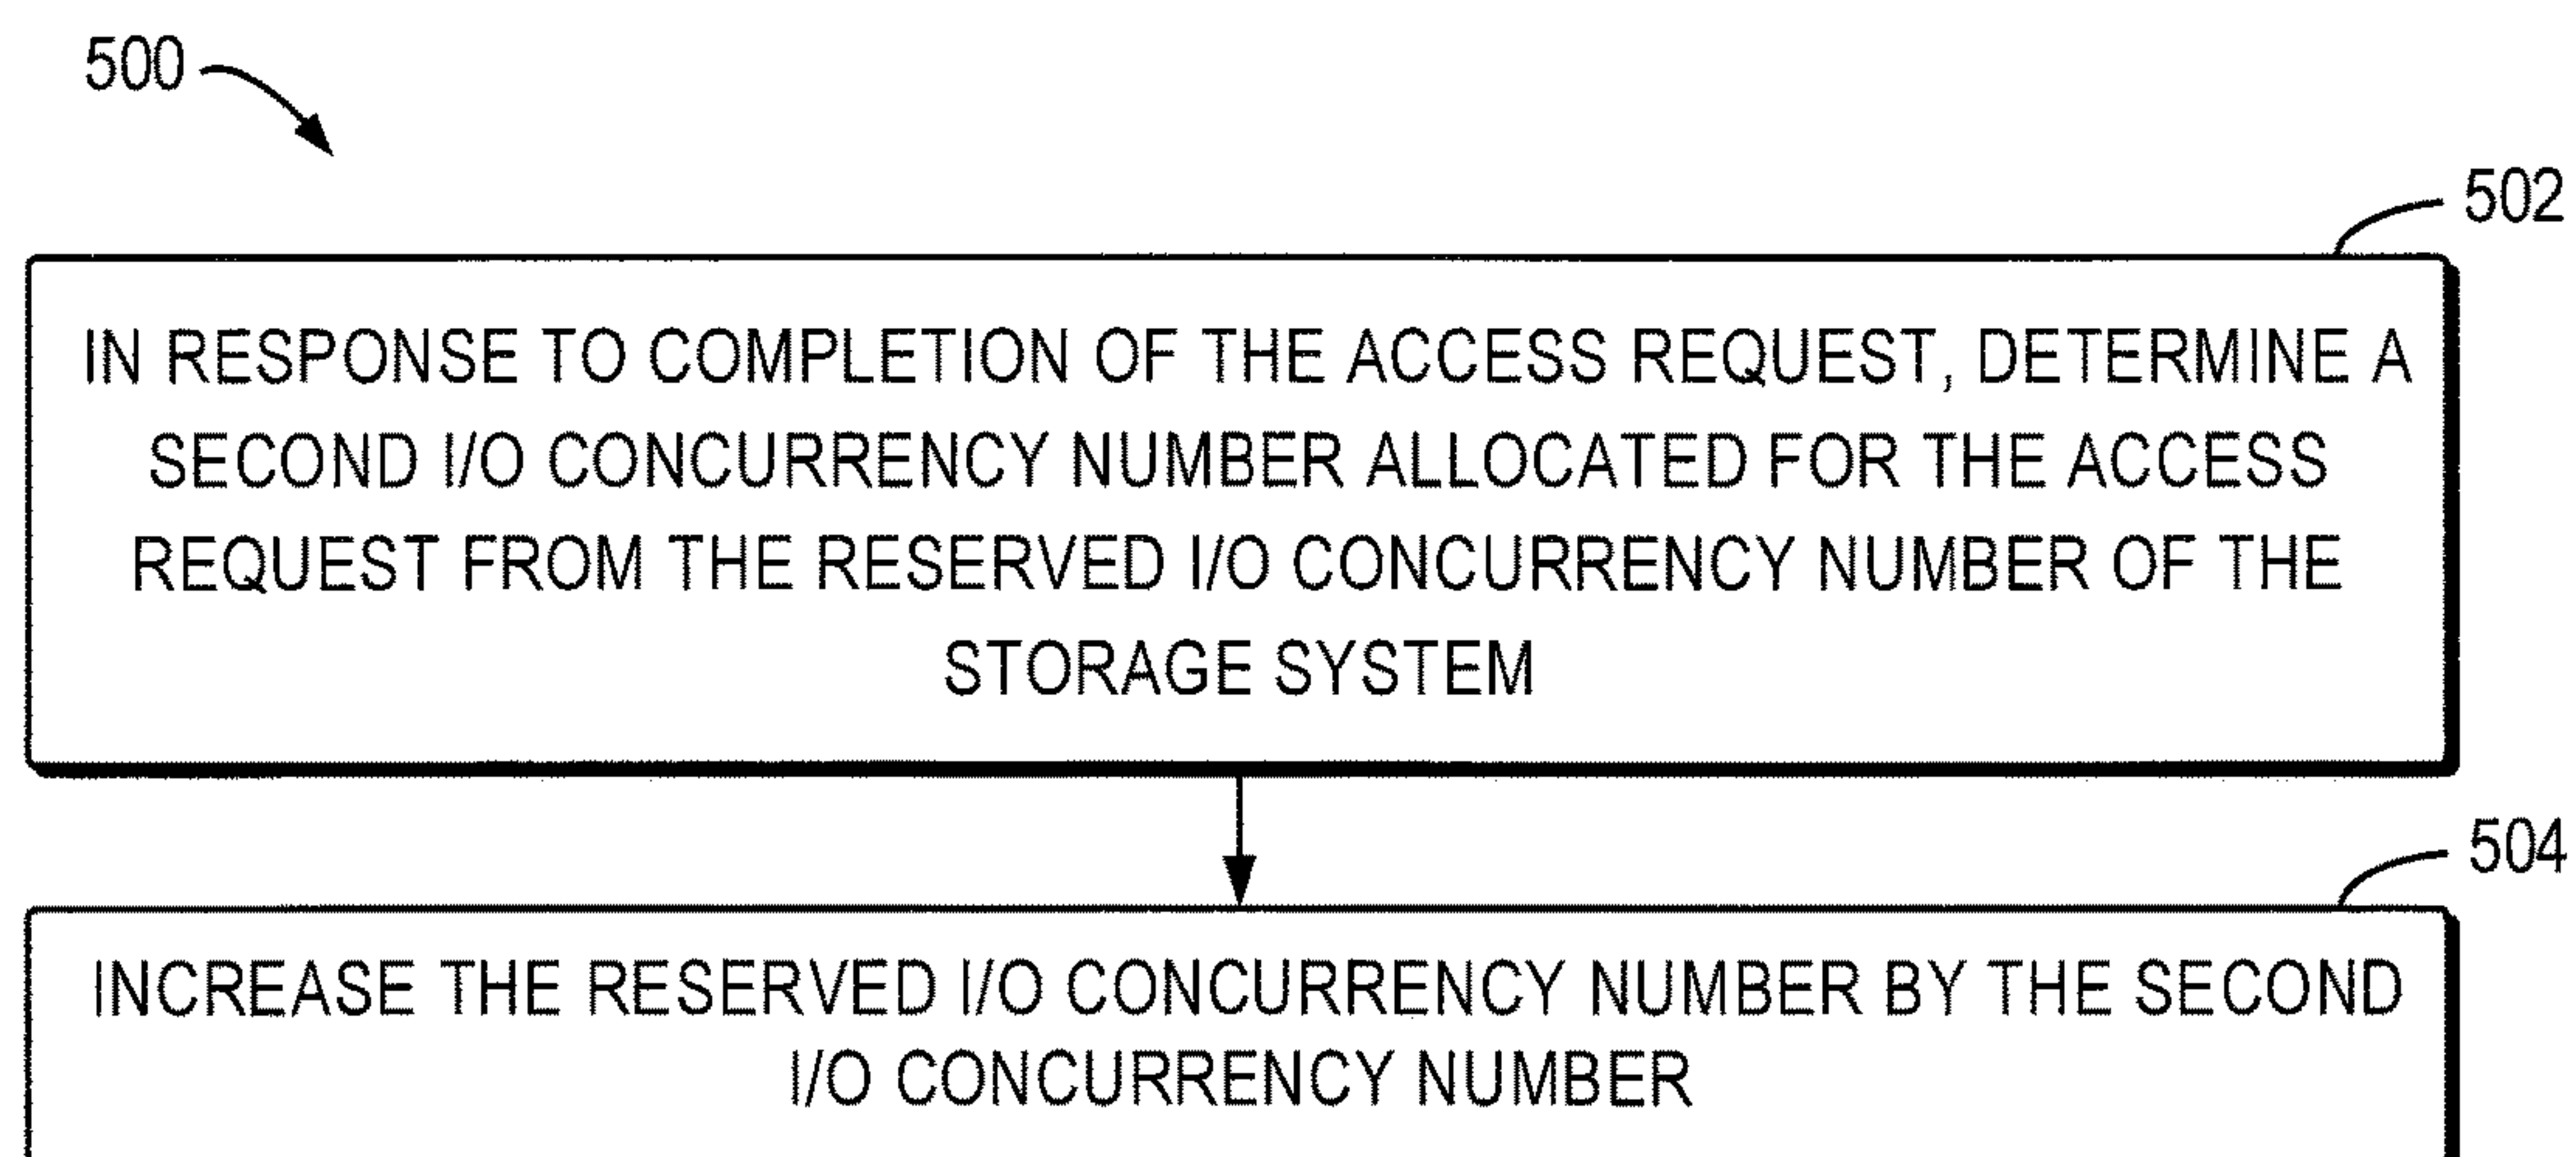 500
502
IN RESPONSE TO COMPLETION OF THE ACCESS REQUEST, DETERMINE A
SECOND I/O CONCURRENCY NUMBER ALLOCATED FOR THE ACCESS
REQUEST FROM THE RESERVED I/O CONCURRENCY NUMBER OF THE
STORAGE SYSTEM
504
INCREASE THE RESERVED I/O CONCURRENCY NUMBER BY THE SECOND
I/O CONCURRENCY NUMBER